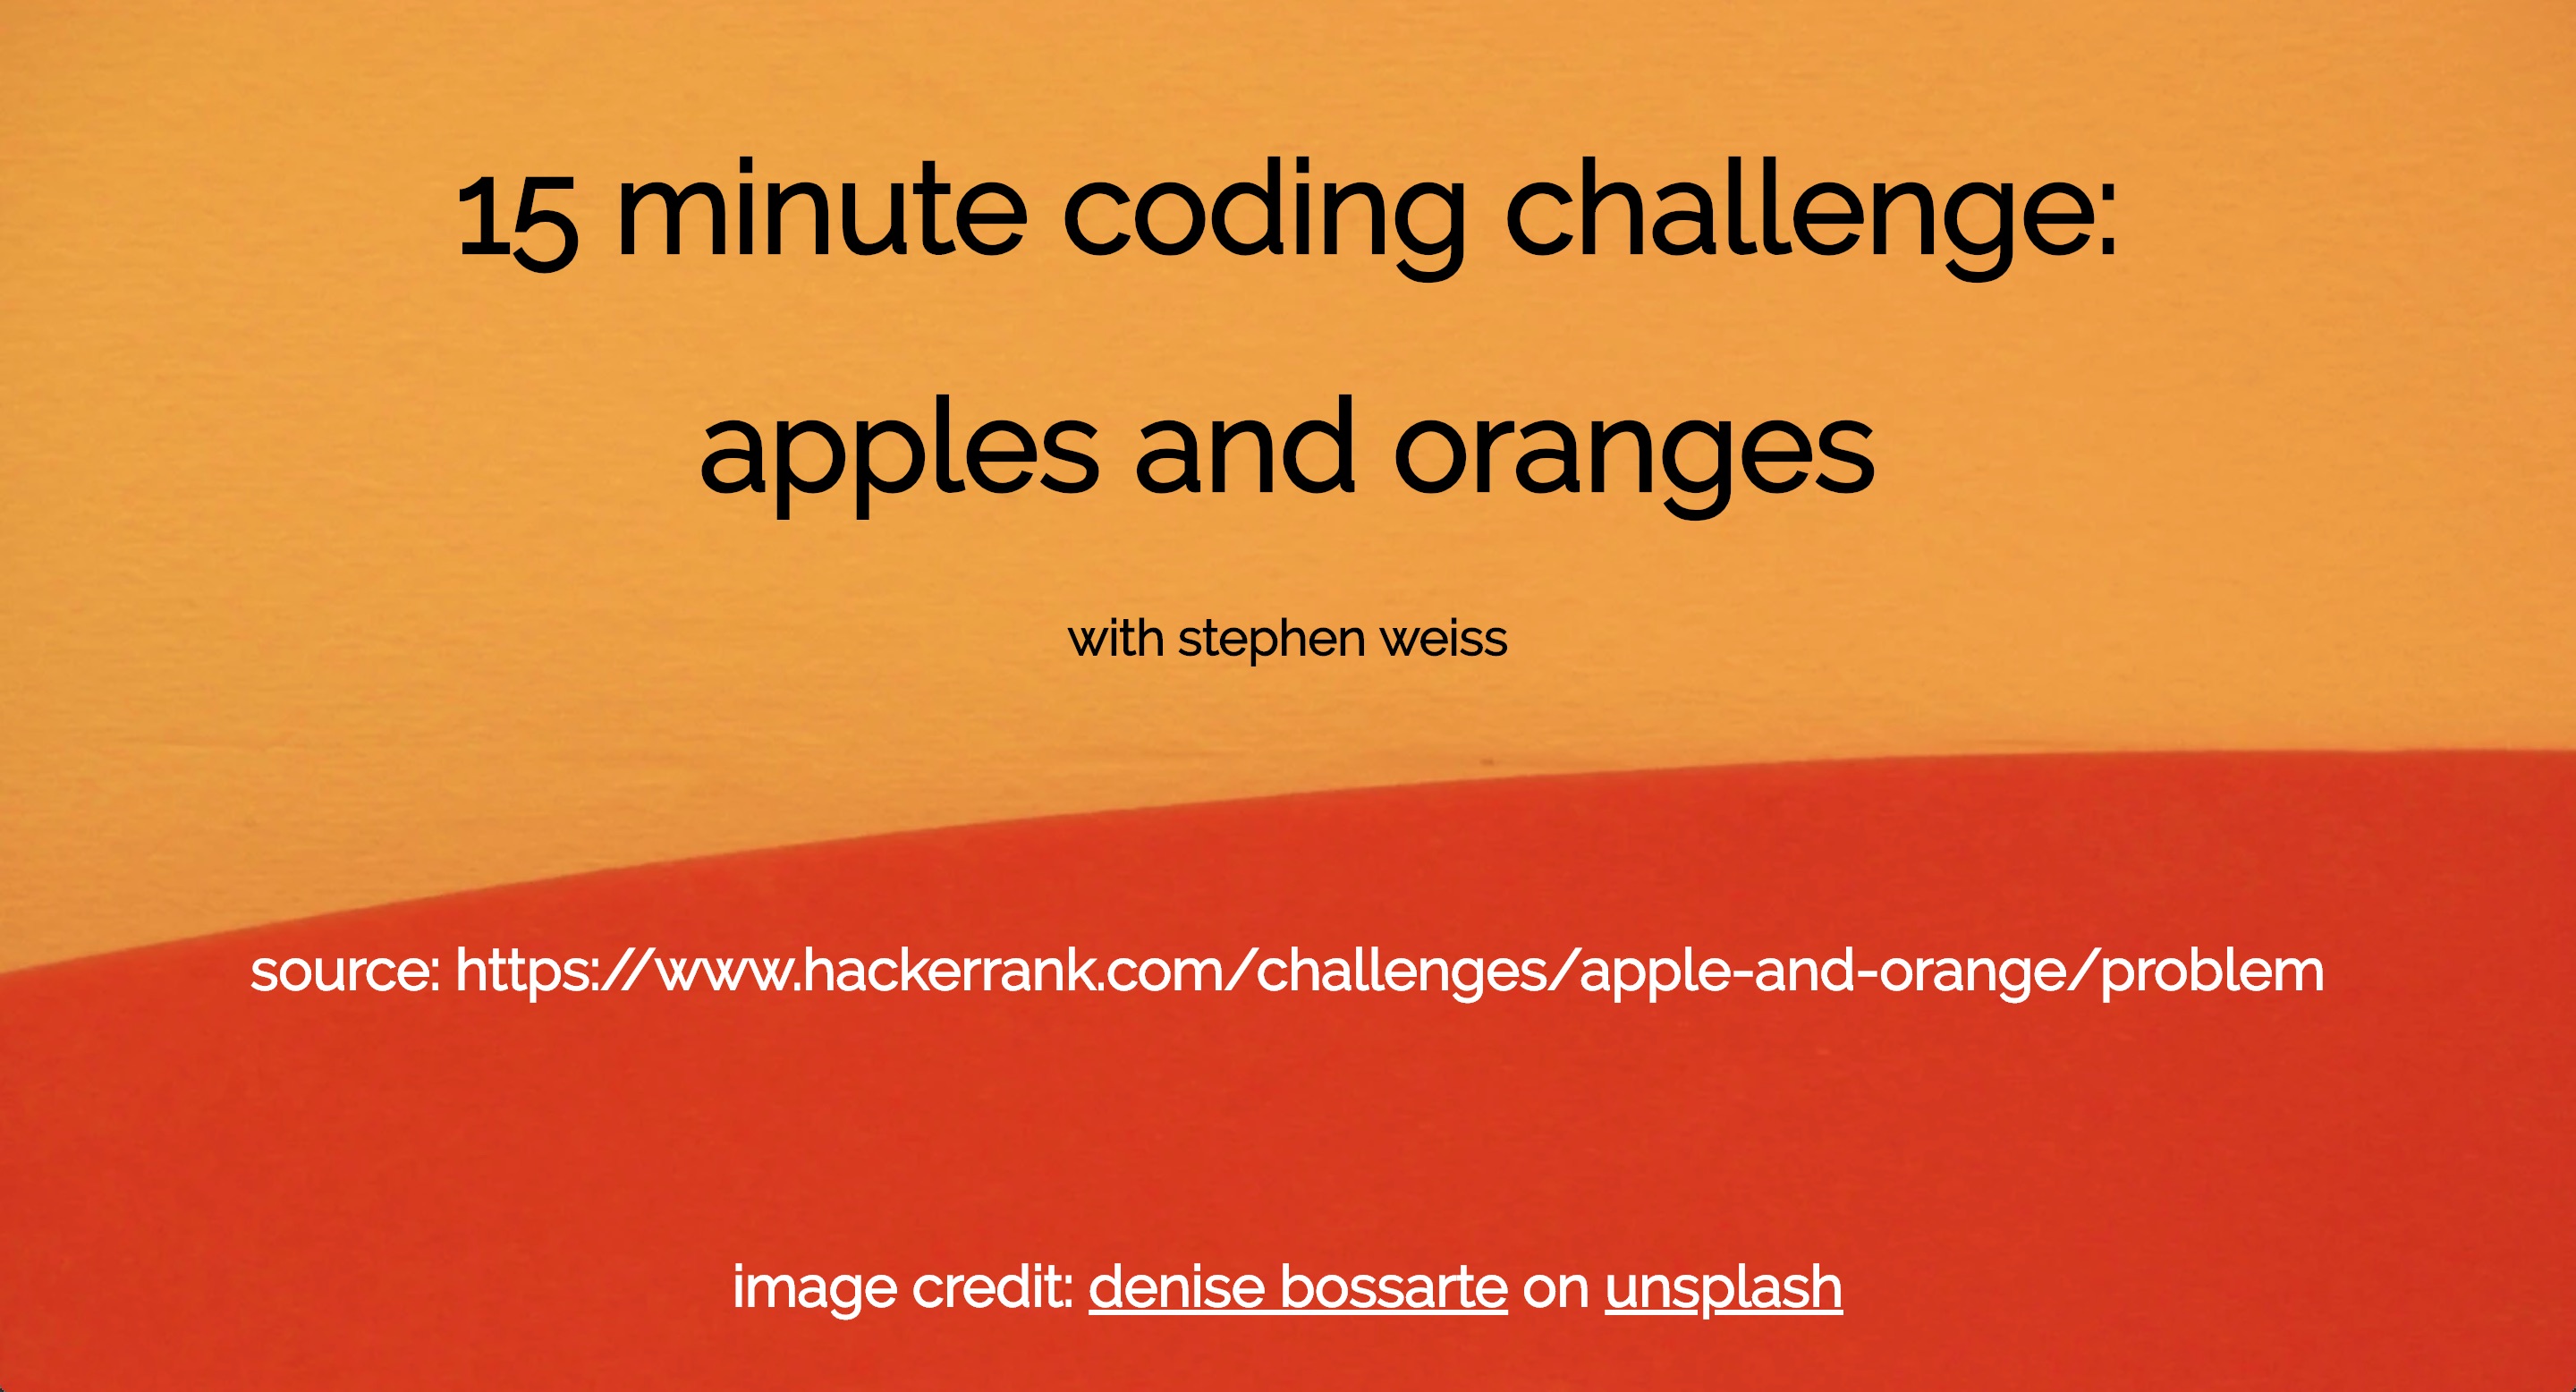 15 minute coding challenge:
apples and oranges
with stephen weiss
source: https://www.hackerrank.com/challenges/apple-and-orange/problem
image credit: denise bossarte on unsplash